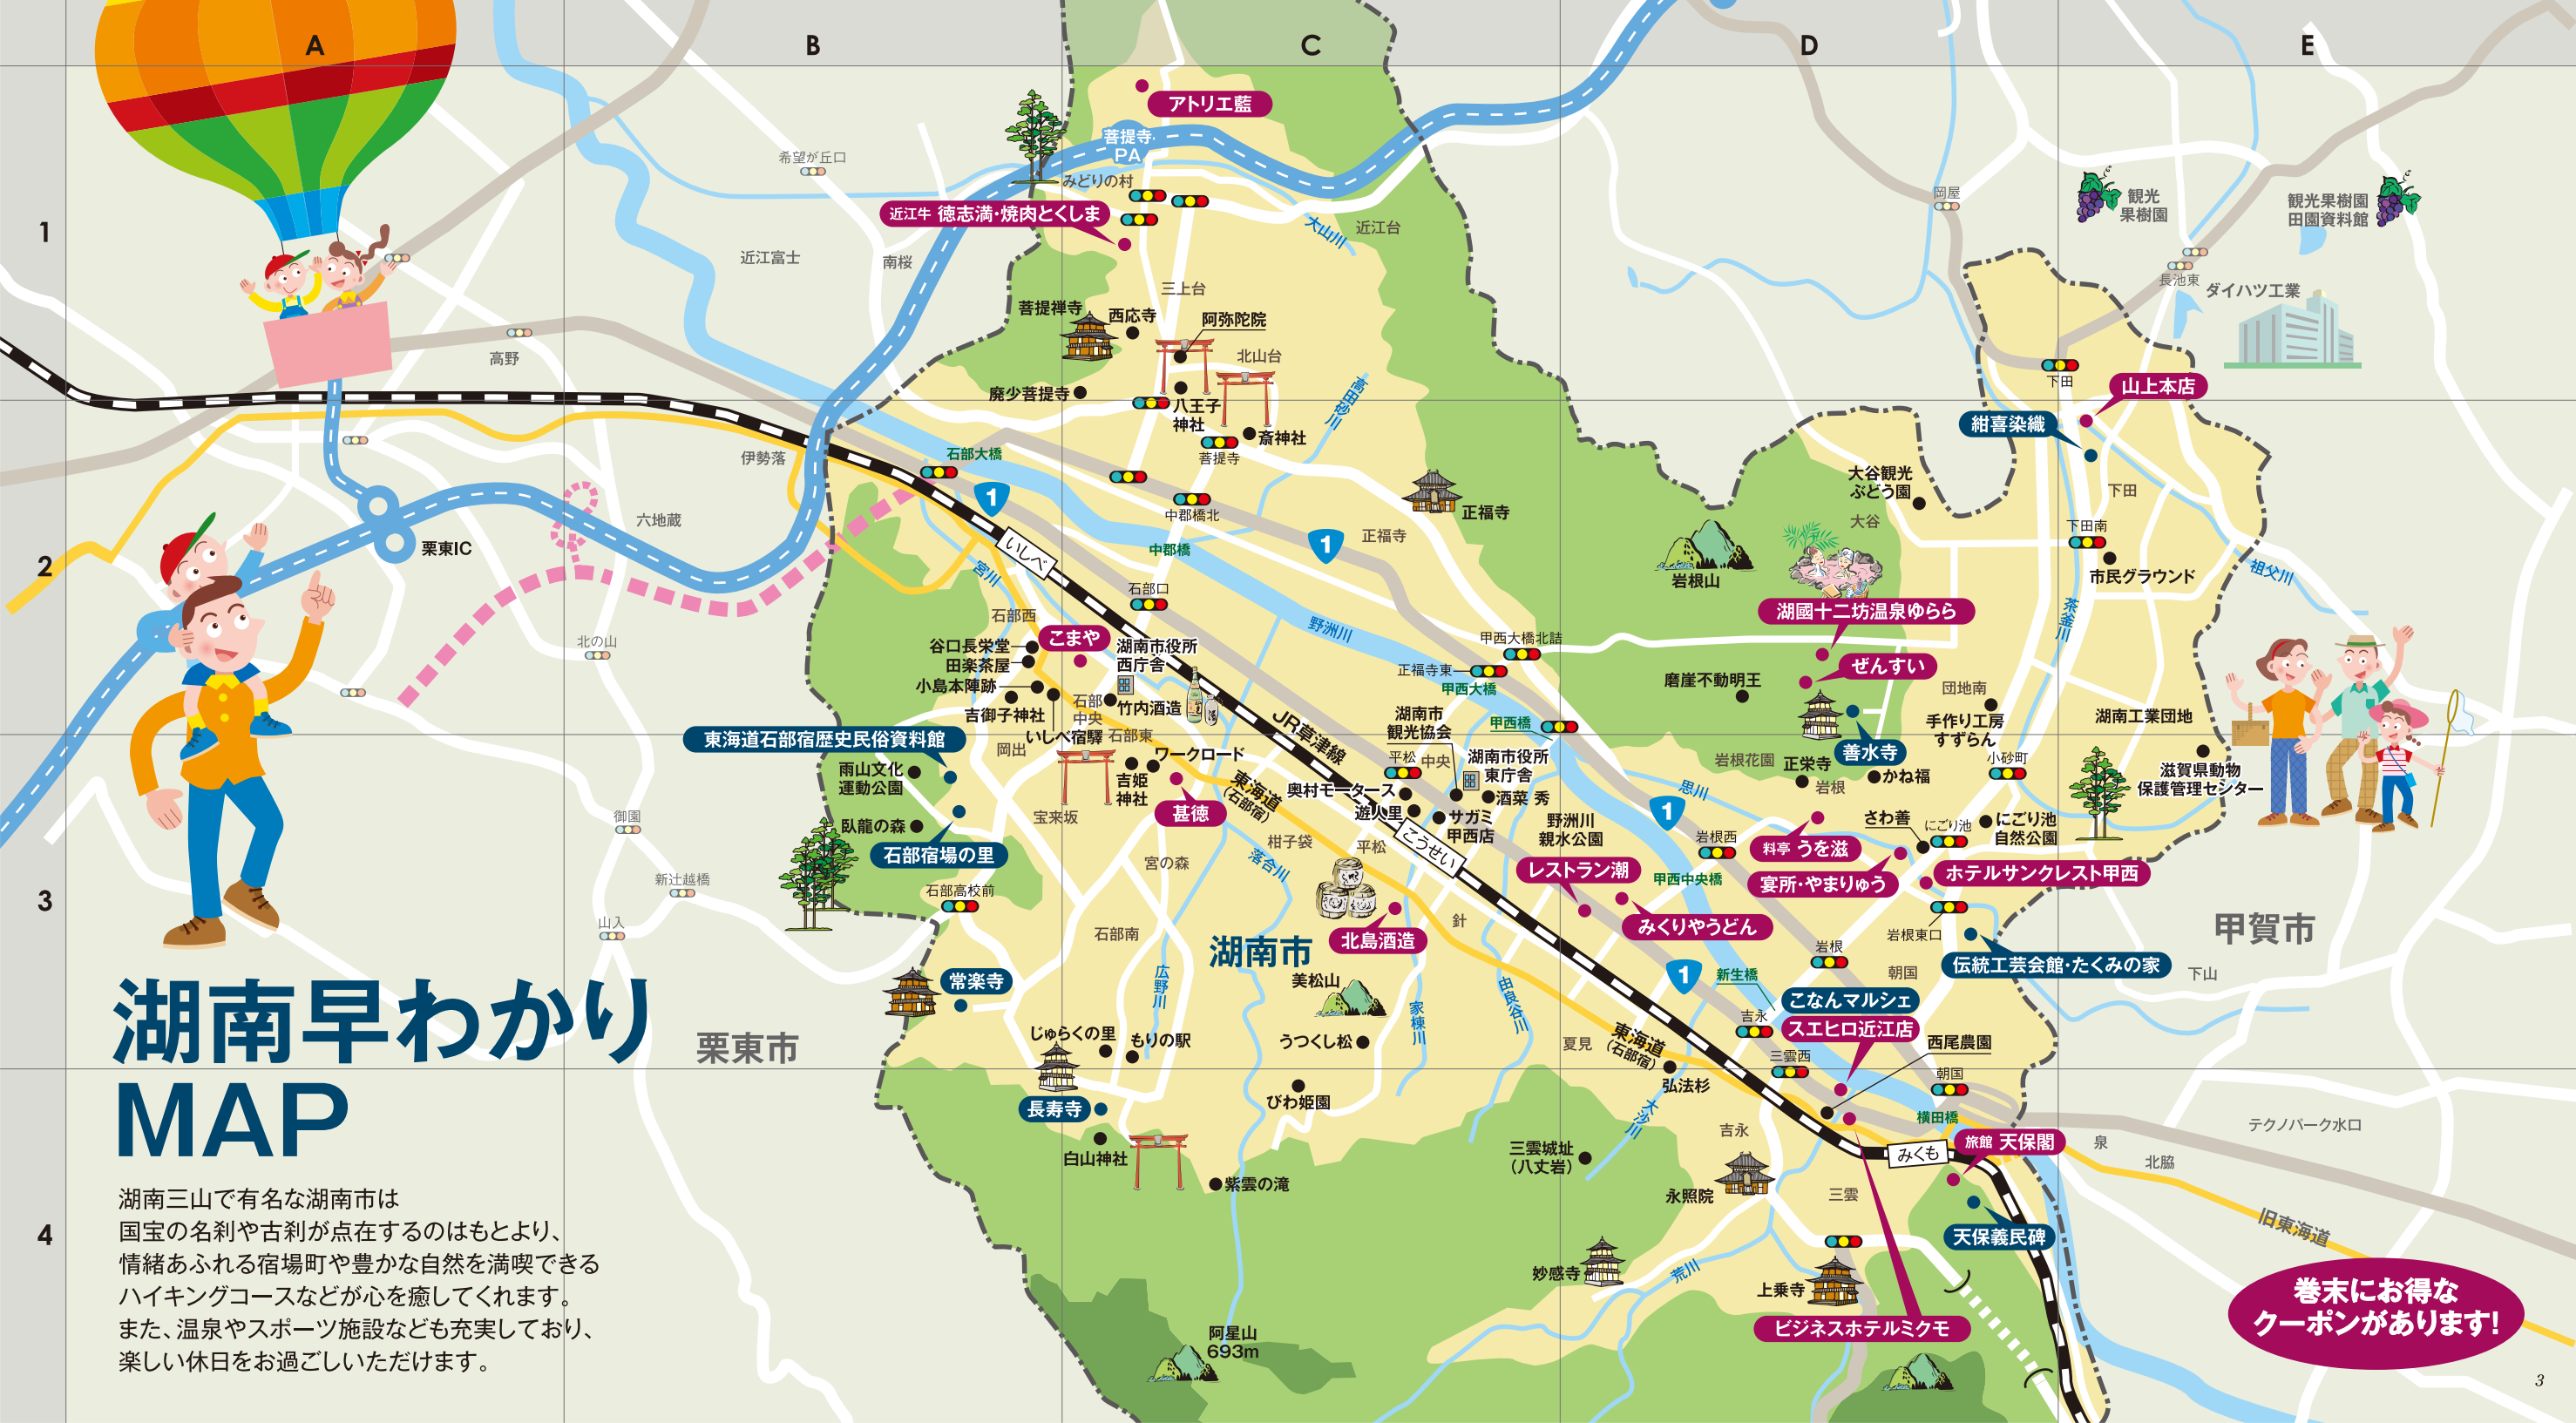 A
B
C
D
E
1
2
3
4
アトリエ藍
菩提寺
PA
みどりの村
希望が丘口
近江牛 徳志満・焼肉とくしま
大山川
近江台
近江富士
南桜
三上台
菩提禅寺
西応寺
阿弥陀院
北山台
高野
廃少菩提寺
八王子
神社
斎神社
菩提寺
高田砂川
岡屋
観光
果樹園
観光果樹園
田園資料館
長池東
ダイハツ工業
下田
山上本店
紺喜染織
伊勢落
石部大橋
1
六地蔵
栗東IC
中郡橋北
中郡橋
1
正福寺
正福寺
いしべ
宮川
石部口
石部西
野洲川
大谷観光
ぶどう園
大谷
岩根山
下田
下田南
市民グラウンド
祖父川
茶釜川
湖國十二坊温泉ゆらら
ぜんすい
磨崖不動明王
団地南
手作り工房
すずらん
湖南工業団地
北の山
谷口長栄堂
田楽茶屋
こまや
湖南市役所
西庁舎
小島本陣跡
吉御子神社
石部
中央
竹内酒造
いしべ宿驛
石部東
甲西大橋北詰
正福寺東
甲西大橋
甲西橋
JR草津線
湖南市
観光協会
平松
中央
湖南市役所
東庁舎
東海道石部宿歴史民俗資料館
岡出
ワークロード
雨山文化
運動公園
吉姫
神社
甚徳
東海道
(石部宿)
奥村モータース
遊人里
酒菜 秀
サガミ
甲西店
こうせい
野洲川
親水公園
善水寺
岩根花園
正栄寺
かね福
岩根
小砂町
滋賀県動物
保護管理センター
思川
1
御園
宝来坂
臥龍の森
石部宿場の里
柑子袋
平松
宮の森
落合川
岩根西
料亭 うを滋
さわ善
にごり池
にごり池
自然公園
レストラン潮
甲西中央橋
宴所・やまりゅう
ホテルサンクレスト甲西
新辻越橋
石部高校前
山入
石部南
湖南市
北島酒造
針
みくりやうどん
岩根東口
岩根
甲賀市
湖南早わかり
MAP
栗東市
常楽寺
広野川
美松山
家棟川
由良谷川
1
新生橋
朝国
伝統工芸会館・たくみの家
下山
こなんマルシェ
吉永
スエヒロ近江店
じゅらくの里
もりの駅
うつくし松
夏見
東海道
(石部宿)
弘法杉
三雲西
西尾農園
朝国
長寿寺
びわ姫園
大沙川
横田橋
テクノパーク水口
白山神社
紫雲の滝
三雲城址
(八丈岩)
吉永
みくも
旅館 天保閣
泉
北脇
永照院
三雲
天保義民碑
旧東海道
妙感寺
荒川
上乗寺
ビジネスホテルミクモ
阿星山
693m
湖南三山で有名な湖南市は
国宝の名刹や古刹が点在するのはもとより、
情緒あふれる宿場町や豊かな自然を満喫できる
ハイキングコースなどが心を癒してくれます。
また、温泉やスポーツ施設なども充実しており、
楽しい休日をお過ごしいただけます。
巻末にお得な
クーポンがあります!
3